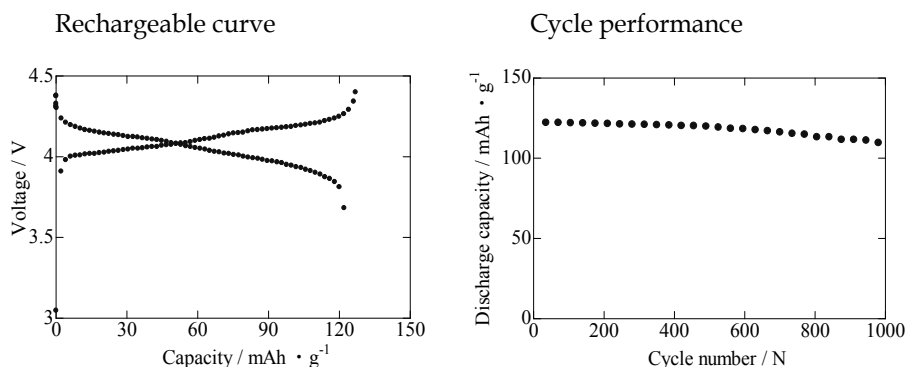 Rechargeable curve
Cycle performance
4.5
4
3.5
3
Voltage / V
0 30 60 90 120 150
Capacity / mAh・g-1
150
100
50
0
Discharge capacity / mAh・g-1
0 200 400 600 800 1000
Cycle number / N